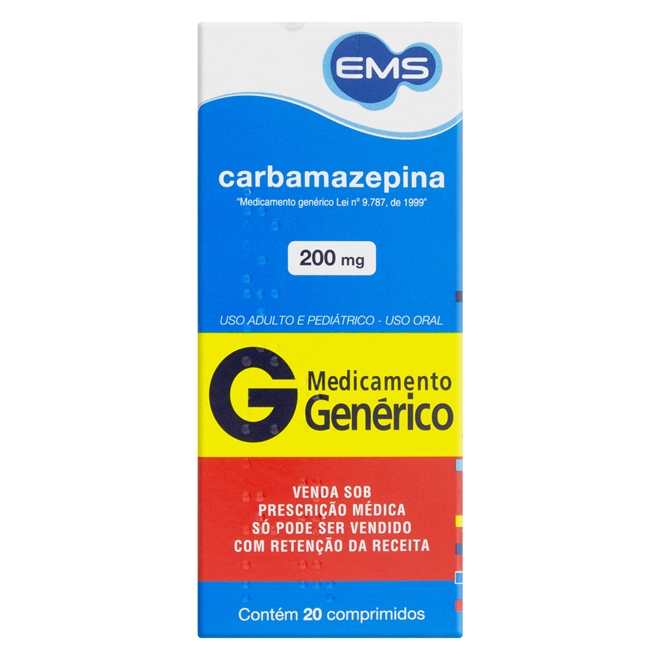 EMS
carbamazepina
"Medicamento genérico Lei nº 9.787, de 1999"
200 mg
USO ADULTO E PEDIÁTRICO - USO ORAL
G Medicamento
Genérico
VENDA SOB
PRESCRIÇÃO MÉDICA
SÓ PODE SER VENDIDO
COM RETENÇÃO DA RECEITA
Contém 20 comprimidos